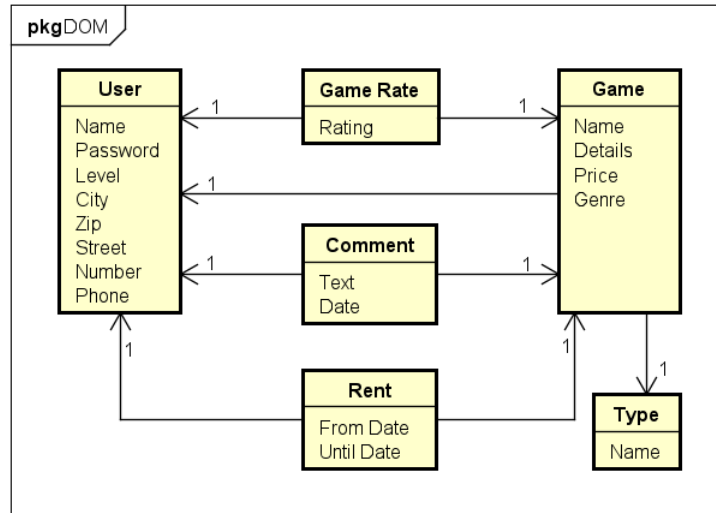 pkgDOM
User
Name
Password
Level
City
Zip
Street
Number
Phone
1
Game Rate
Rating
1
Game
Name
Details
Price
Genre
1
1
Comment
Text
Date
1
1
Rent
From Date
Until Date
1
1
Type
Name